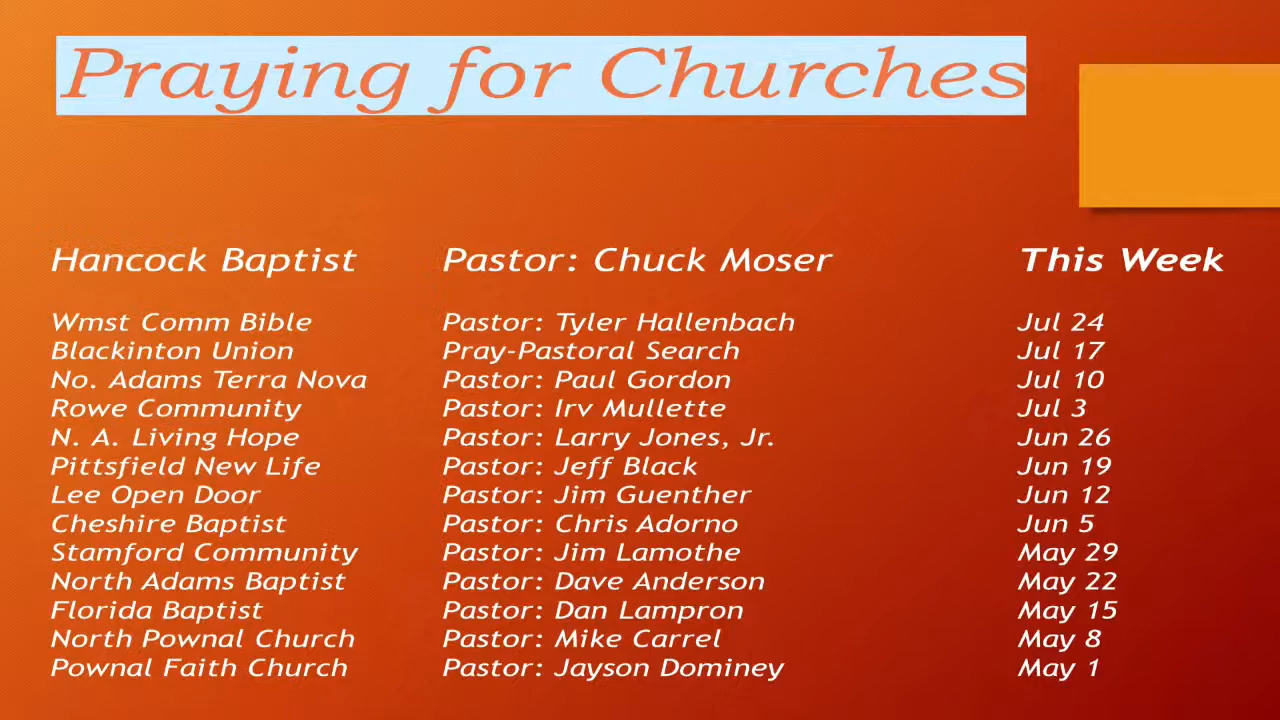 Praying for Churches
Hancock Baptist Pastor: Chuck Moser This Week
Wmst Comm Bible Pastor: Tyler Hallenbach Jul 24
Blackinton Union Pray-Pastoral Search Jul 17
No. Adams Terra Nova Pastor: Paul Gordon Jul 10
Rowe Community Pastor: Irv Mullette Jul 3
N. A. Living Hope Pastor: Larry Jones, Jr. Jun 26
Pittsfield New Life Pastor: Jeff Black Jun 19
Lee Open Door Pastor: Jim Guenther Jun 12
Cheshire Baptist Pastor: Chris Adorno Jun 5
Stamford Community Pastor: Jim Lamothe May 29
North Adams Baptist Pastor: Dave Anderson May 22
Florida Baptist Pastor: Dan Lampron May 15
North Pownal Church Pastor: Mike Carrel May 8
Pownal Faith Church Pastor: Jayson Dominey May 1